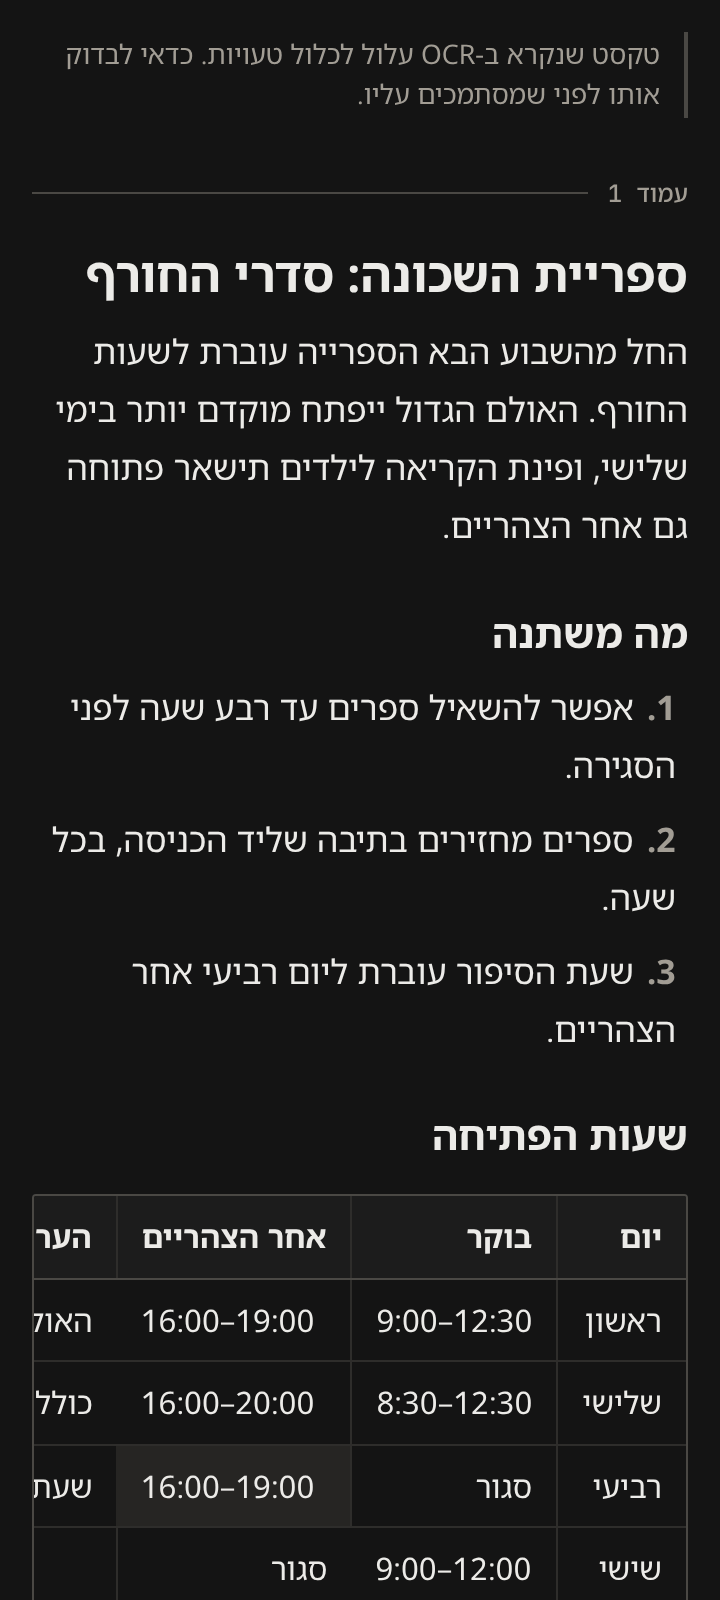 טקסט שנקרא ב-OCR עלול לכלול טעויות. כדאי לבדוק
אותו לפני שמסתמכים עליו.
עמוד 1
ספריית השכונה: סדרי החורף
החל מהשבוע הבא הספרייה עוברת לשעות
החורף. האולם הגדול ייפתח מוקדם יותר בימי
שלישי, ופינת הקריאה לילדים תישאר פתוחה
גם אחר הצהריים.
מה משתנה
1. אפשר להשאיל ספרים עד רבע שעה לפני
הסגירה.
2. ספרים מחזירים בתיבה שליד הכניסה, בכל
שעה.
3. שעת הסיפור עוברת ליום רביעי אחר
הצהריים.
שעות הפתיחה
יום בוקר אחר הצהריים
ראשון 9:00–12:30 16:00–19:00
שלישי 8:30–12:30 16:00–20:00 כולל
רביעי סגור 16:00–19:00 שעת
שישי 9:00–12:00 סגור